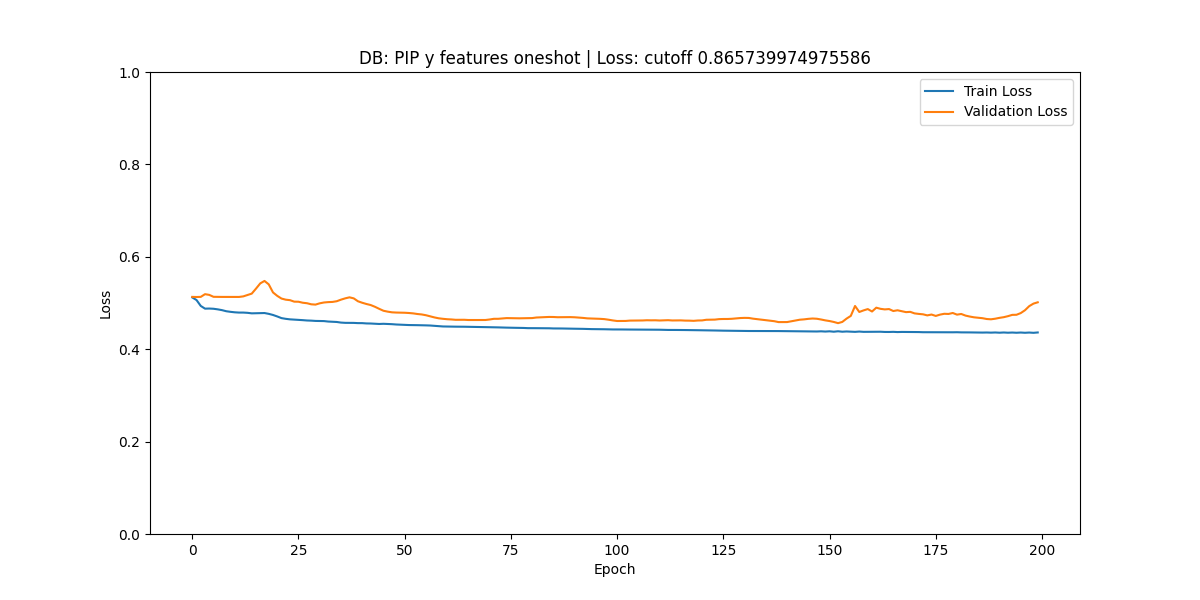 DB: PIP y features oneshot | Loss: cutoff 0.865739974975586
Train Loss
Validation Loss
1.0
0.8
0.6
0.4
0.2
0.0
Loss
0 25 50 75 100 125 150 175 200
Epoch